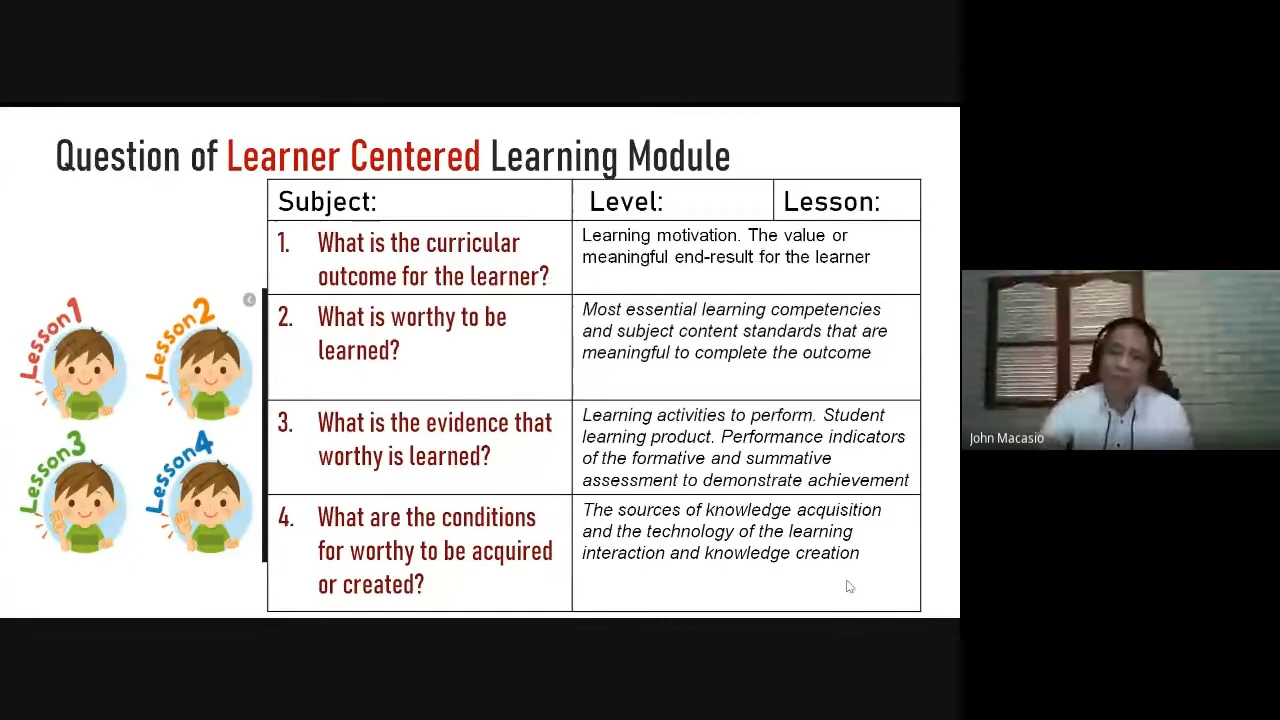 Question of Learner Centered Learning Module
Subject:
Level:
Lesson:
1. What is the curricular
outcome for the learner?
Learning motivation. The value or
meaningful end-result for the learner
2. What is worthy to be
learned?
Most essential learning competencies
and subject content standards that are
meaningful to complete the outcome
3. What is the evidence that
worthy is learned?
Learning activities to perform. Student
learning product. Performance indicators
of the formative and summative
assessment to demonstrate achievement
4. What are the conditions
for worthy to be acquired
or created?
The sources of knowledge acquisition
and the technology of the learning
interaction and knowledge creation
Lesson1
Lesson2
Lesson3
Lesson4
John Macasio